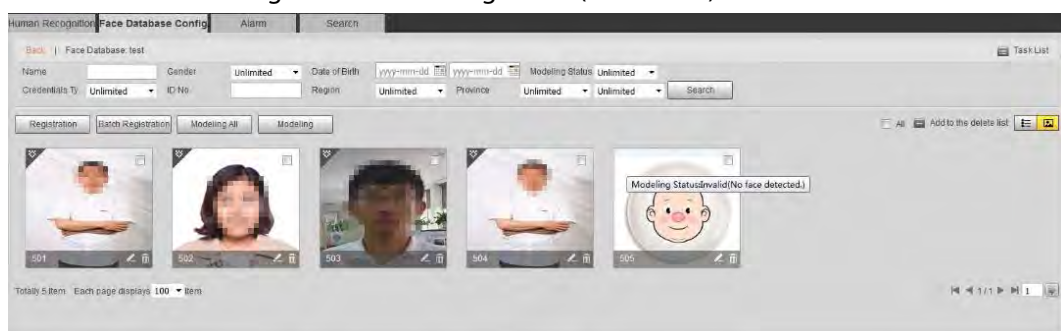 Human Recognition Face Database Config Alarm Search
Back | Face Database: test Task List
Name Gender Unlimited Date of Birth yyyy-mm-dd yyyy-mm-dd Modeling Status Unlimited
Credentials Ty Unlimited ID No. Region Unlimited Province Unlimited Unlimited Search
Registration Batch Registration Modeling All Modeling All Add to the delete list
Modeling Status:Invalid(No face detected.)
501 502 503 504 505
Totally 5 Item Each page displays 100 Item 1/1 1